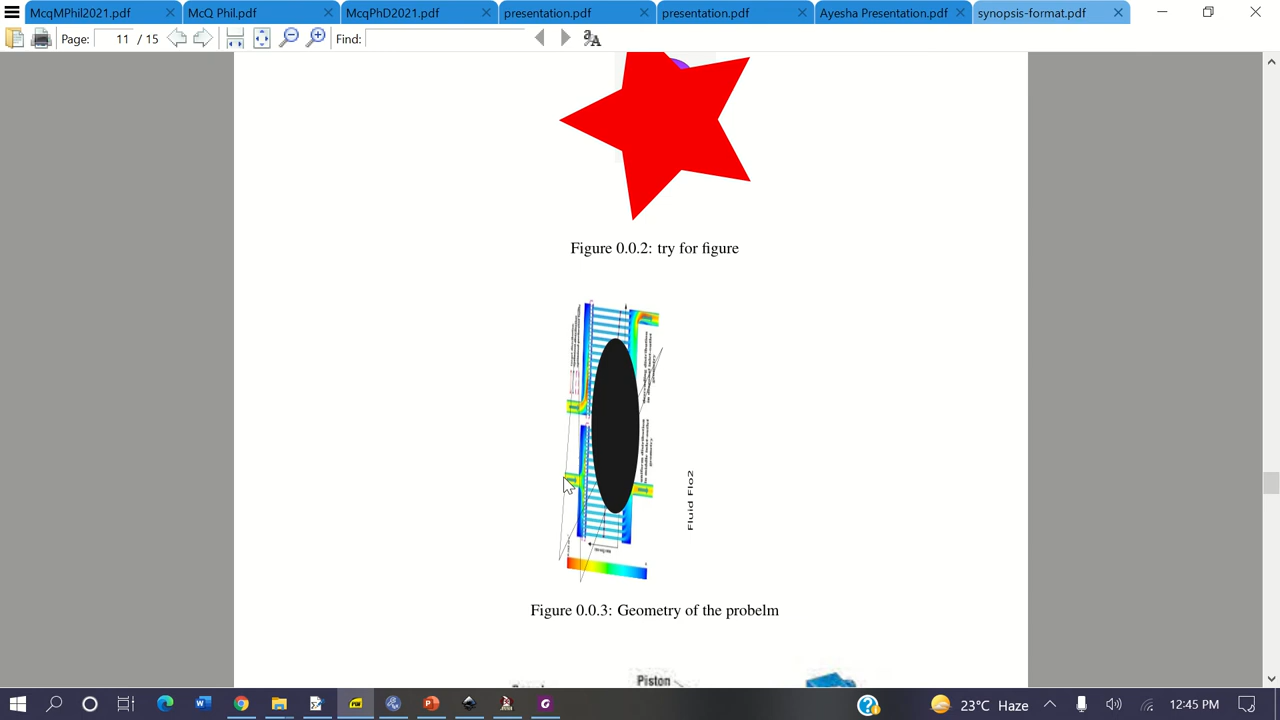 McqMPhil2021.pdf McQ Phil.pdf McqPhD2021.pdf presentation.pdf presentation.pdf Ayesha Presentation.pdf synopsis-format.pdf
Page: 11 / 15 Find:
Figure 0.0.2: try for figure
Fluid Flo2
Figure 0.0.3: Geometry of the probelm
Piston
23°C Haze 12:45 PM